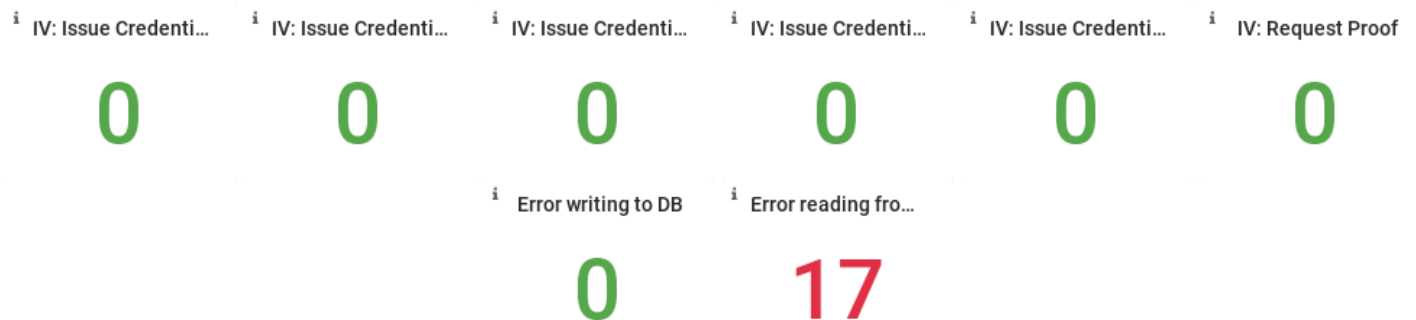 i IV: Issue Credenti... i IV: Issue Credenti... i IV: Issue Credenti... i IV: Issue Credenti... i IV: Issue Credenti... i IV: Request Proof
0 0 0 0 0 0
i Error writing to DB i Error reading fro...
0 17